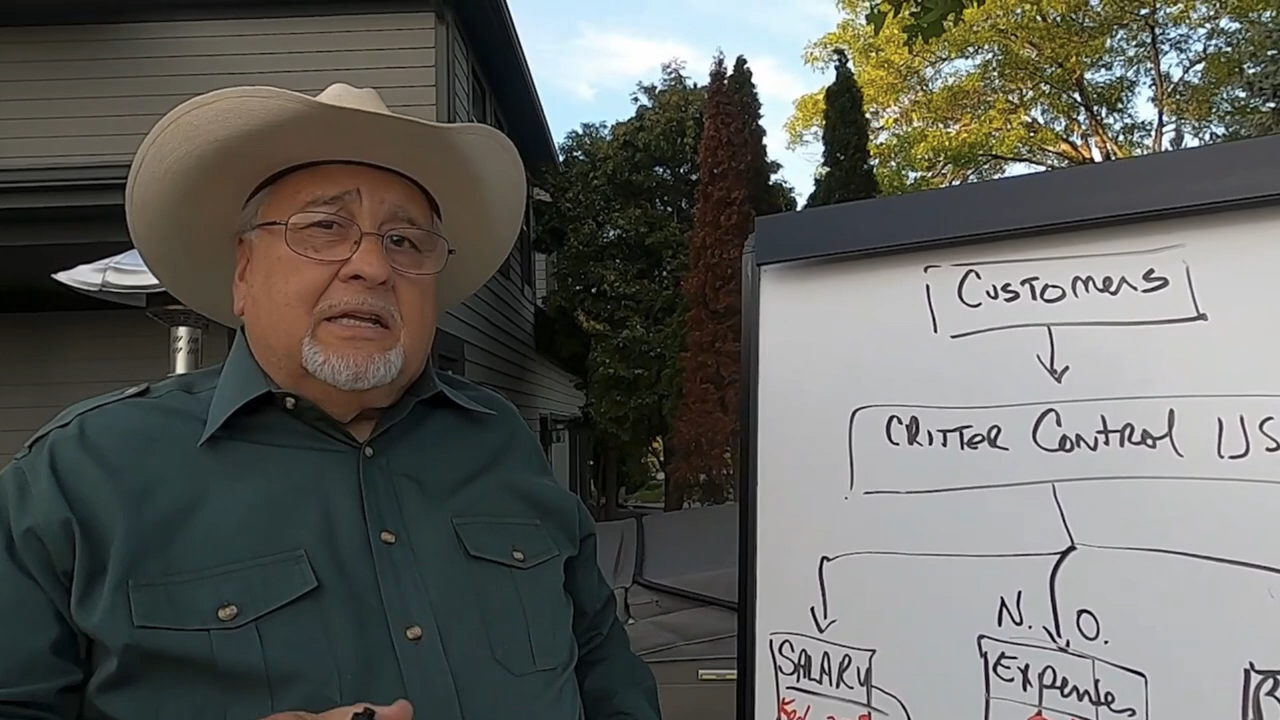 Customers
CRITTER Control US
N. O.
SALARY
Expenses